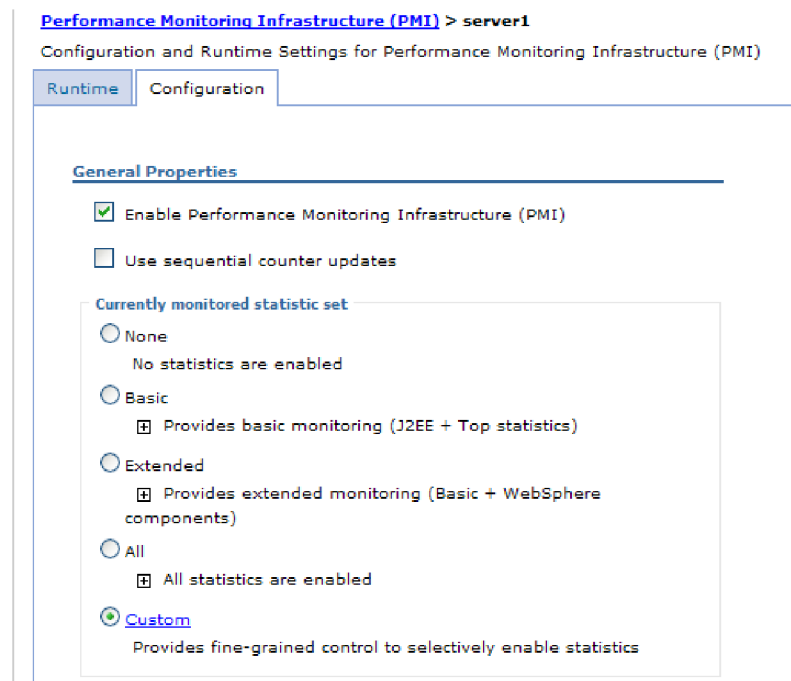 Performance Monitoring Infrastructure (PMI) > server1
Configuration and Runtime Settings for Performance Monitoring Infrastructure (PMI)
Runtime Configuration
General Properties
Enable Performance Monitoring Infrastructure (PMI)
Use sequential counter updates
Currently monitored statistic set
None
No statistics are enabled
Basic
Provides basic monitoring (J2EE + Top statistics)
Extended
Provides extended monitoring (Basic + WebSphere
components)
All
All statistics are enabled
Custom
Provides fine-grained control to selectively enable statistics